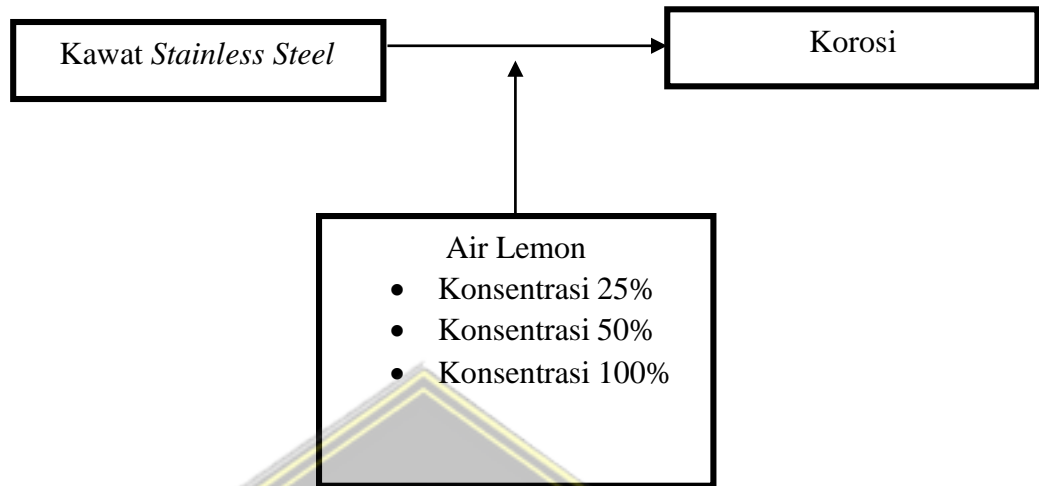 Kawat Stainless Steel
Korosi
Air Lemon
• Konsentrasi 25%
• Konsentrasi 50%
• Konsentrasi 100%